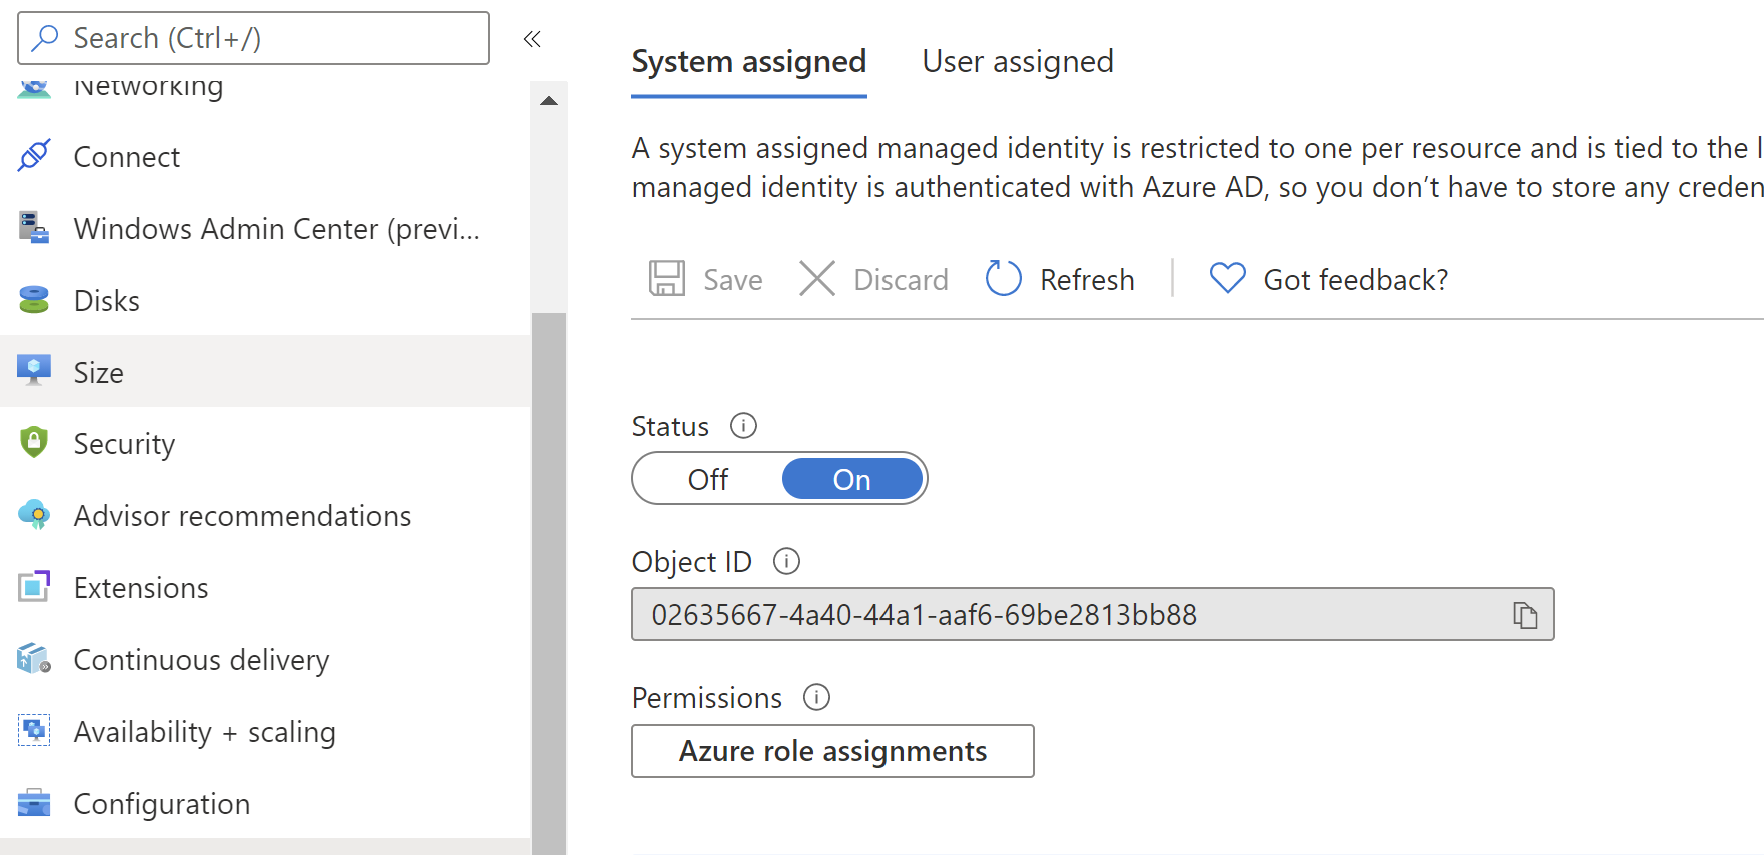 Search (Ctrl+/)
Networking
Connect
Windows Admin Center (previ...
Disks
Size
Security
Advisor recommendations
Extensions
Continuous delivery
Availability + scaling
Configuration
System assigned
User assigned
A system assigned managed identity is restricted to one per resource and is tied to the
managed identity is authenticated with Azure AD, so you don’t have to store any
Save
Discard
Refresh
Got feedback?
Status
Off
On
Object ID
02635667-4a40-44a1-aaf6-69be2813bb88
Permissions
Azure role assignments